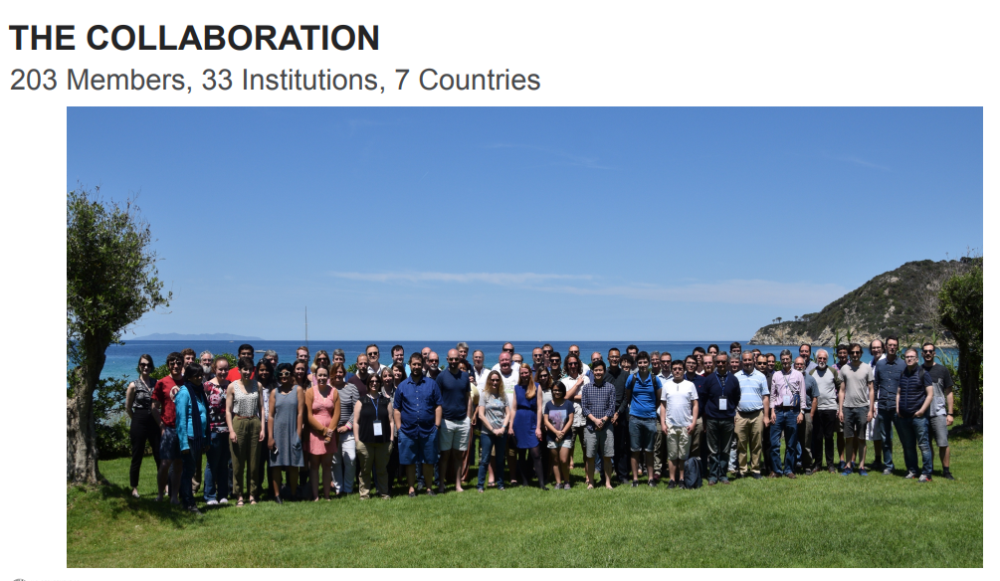 THE COLLABORATION
203 Members, 33 Institutions, 7 Countries